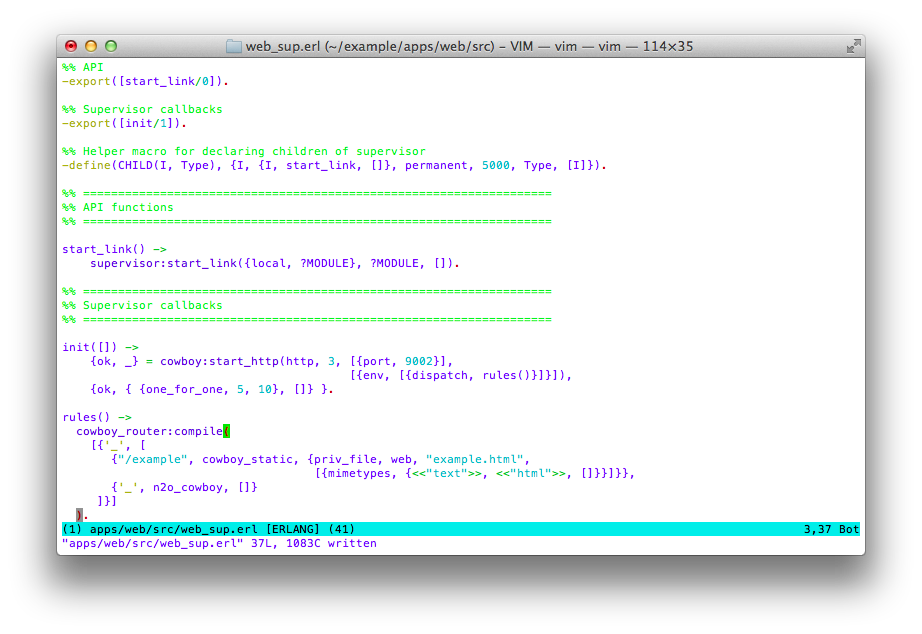 web_sup.erl (~/example/apps/web/src) – VIM — vim — vim — 114×35
%% API
-export([start_link/0]).
%% Supervisor callbacks
-export([init/1]).
%% Helper macro for declaring children of supervisor
-define(CHILD(I, Type), {I, {I, start_link, []}, permanent, 5000, Type, [I]}).
%% ===================================================================
%% API functions
%% ===================================================================
start_link() ->
    supervisor:start_link({local, ?MODULE}, ?MODULE, []).
%% ===================================================================
%% Supervisor callbacks
%% ===================================================================
init([]) ->
    {ok, _} = cowboy:start_http(http, 3, [{port, 9002}],
                                         [{env, [{dispatch, rules()}]}]),
    {ok, { {one_for_one, 5, 10}, []} }.
rules() ->
  cowboy_router:compile(
    [{'_', [
       {"/example", cowboy_static, {priv_file, web, "example.html",
                                    [{mimetypes, {<<"text">>, <<"html">>, []}}]}},
       {'_', n2o_cowboy, []}
     ]}]
  ).
(1) apps/web/src/web_sup.erl [ERLANG] (41) 3,37 Bot
"apps/web/src/web_sup.erl" 37L, 1083C written